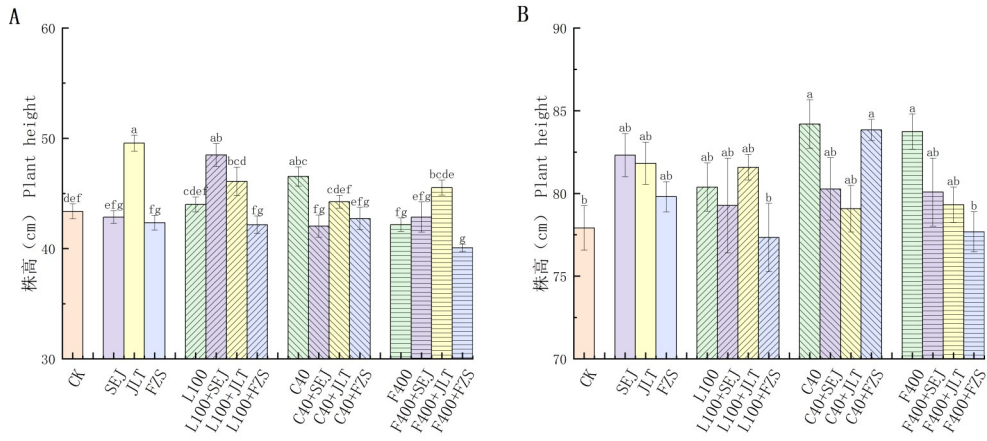 A
株高(cm) Plant height
60
50
40
30
def
efg
a
fg
cdef
ab
bcd
fg
abc
fg
cdef
efg
fg
efg
bcde
g
CK
SEJ
JLT
FZS
L100
L100+SEJ
L100+JLT
L100+FZS
C40
C40+SEJ
C40+JLT
C40+FZS
F400
F400+SEJ
F400+JLT
F400+FZS
B
株高(cm) Plant height
90
85
80
75
70
b
ab
ab
ab
ab
ab
ab
b
a
ab
ab
a
a
ab
ab
b
CK
SEJ
JLT
FZS
L100
L100+SEJ
L100+JLT
L100+FZS
C40
C40+SEJ
C40+JLT
C40+FZS
F400
F400+SEJ
F400+JLT
F400+FZS